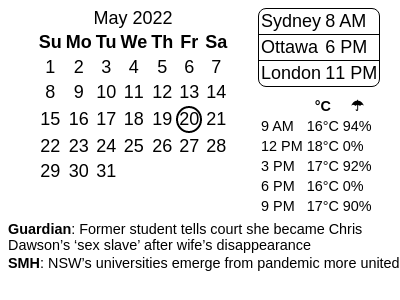 May 2022
Su Mo Tu We Th Fr Sa
1 2 3 4 5 6 7
8 9 10 11 12 13 14
15 16 17 18 19 20 21
22 23 24 25 26 27 28
29 30 31
Sydney 8 AM
Ottawa 6 PM
London 11 PM
°C ☂
9 AM 16°C 94%
12 PM 18°C 0%
3 PM 17°C 92%
6 PM 16°C 0%
9 PM 17°C 90%
Guardian: Former student tells court she became Chris
Dawson’s ‘sex slave’ after wife’s disappearance
SMH: NSW’s universities emerge from pandemic more united